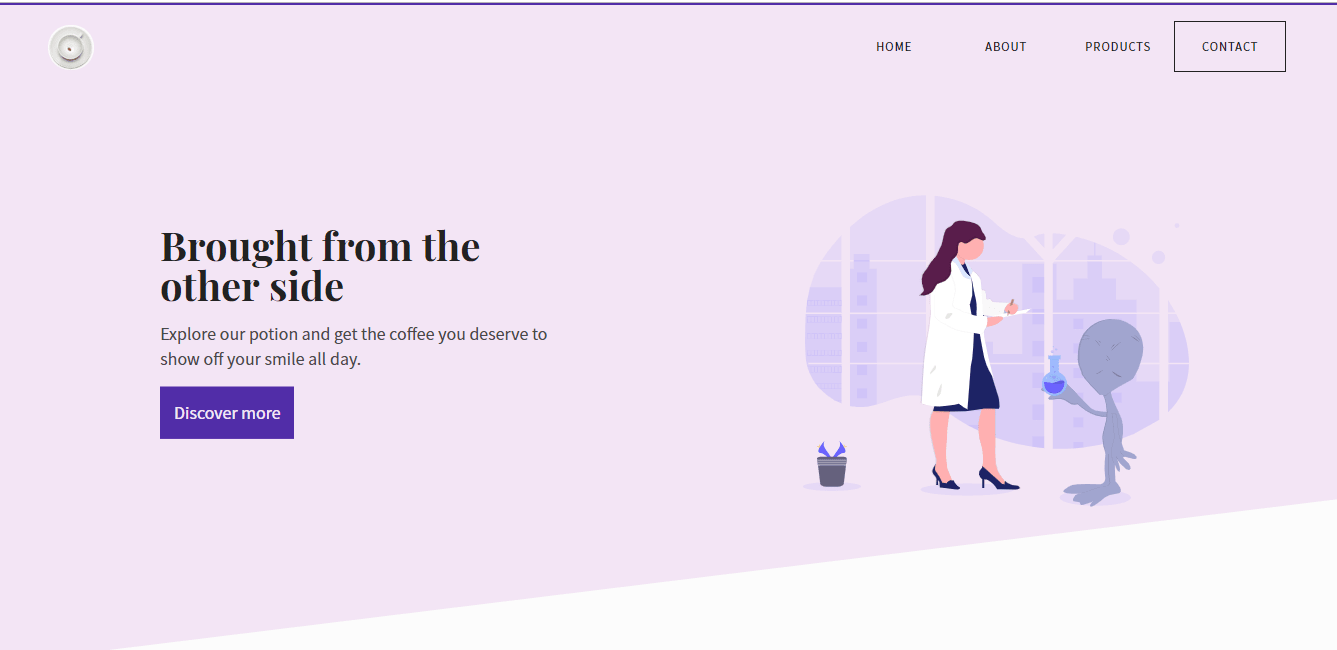 HOME ABOUT PRODUCTS CONTACT
Brought from the
other side
Explore our potion and get the coffee you deserve to
show off your smile all day.
Discover more